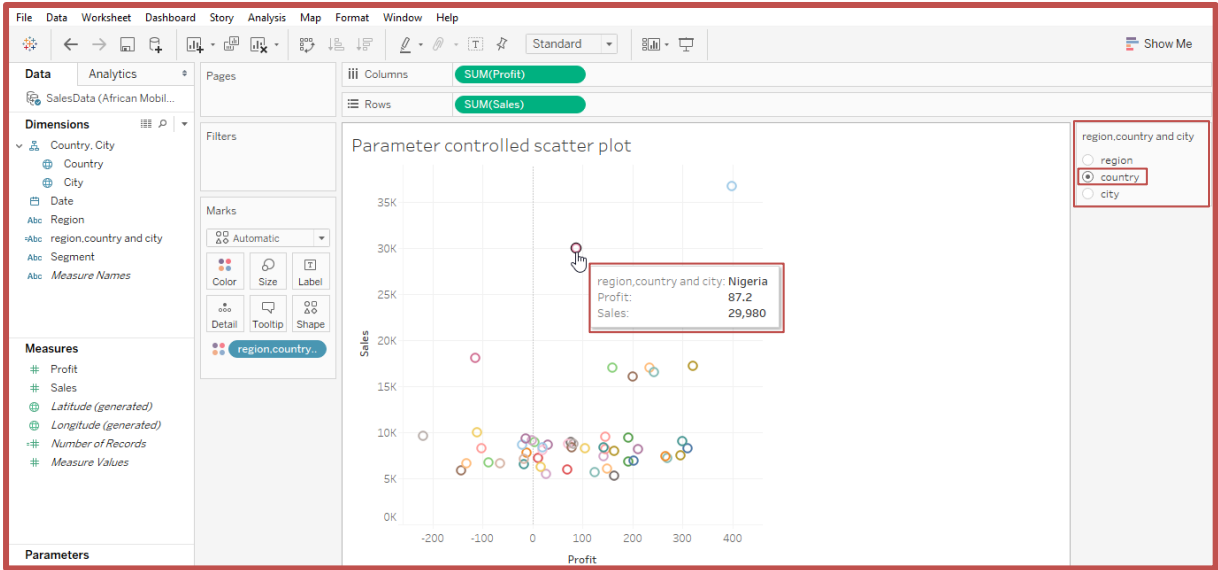 File Data Worksheet Dashboard Story Analysis Map Format Window Help
Standard
Show Me
Data Analytics
SalesData (African Mobil...
Dimensions
Country, City
Country
City
Date
Abc Region
=Abc region,country and city
Abc Segment
Abc Measure Names
Measures
# Profit
# Sales
Latitude (generated)
Longitude (generated)
=# Number of Records
# Measure Values
Parameters
Pages
Filters
Marks
Automatic
Color Size Label
Detail Tooltip Shape
region,country..
iii Columns SUM(Profit)
Rows SUM(Sales)
Parameter controlled scatter plot
Sales
35K
30K
25K
20K
15K
10K
5K
0K
-200 -100 0 100 200 300 400
Profit
region,country and city: Nigeria
Profit: 87.2
Sales: 29,980
region,country and city
region
country
city